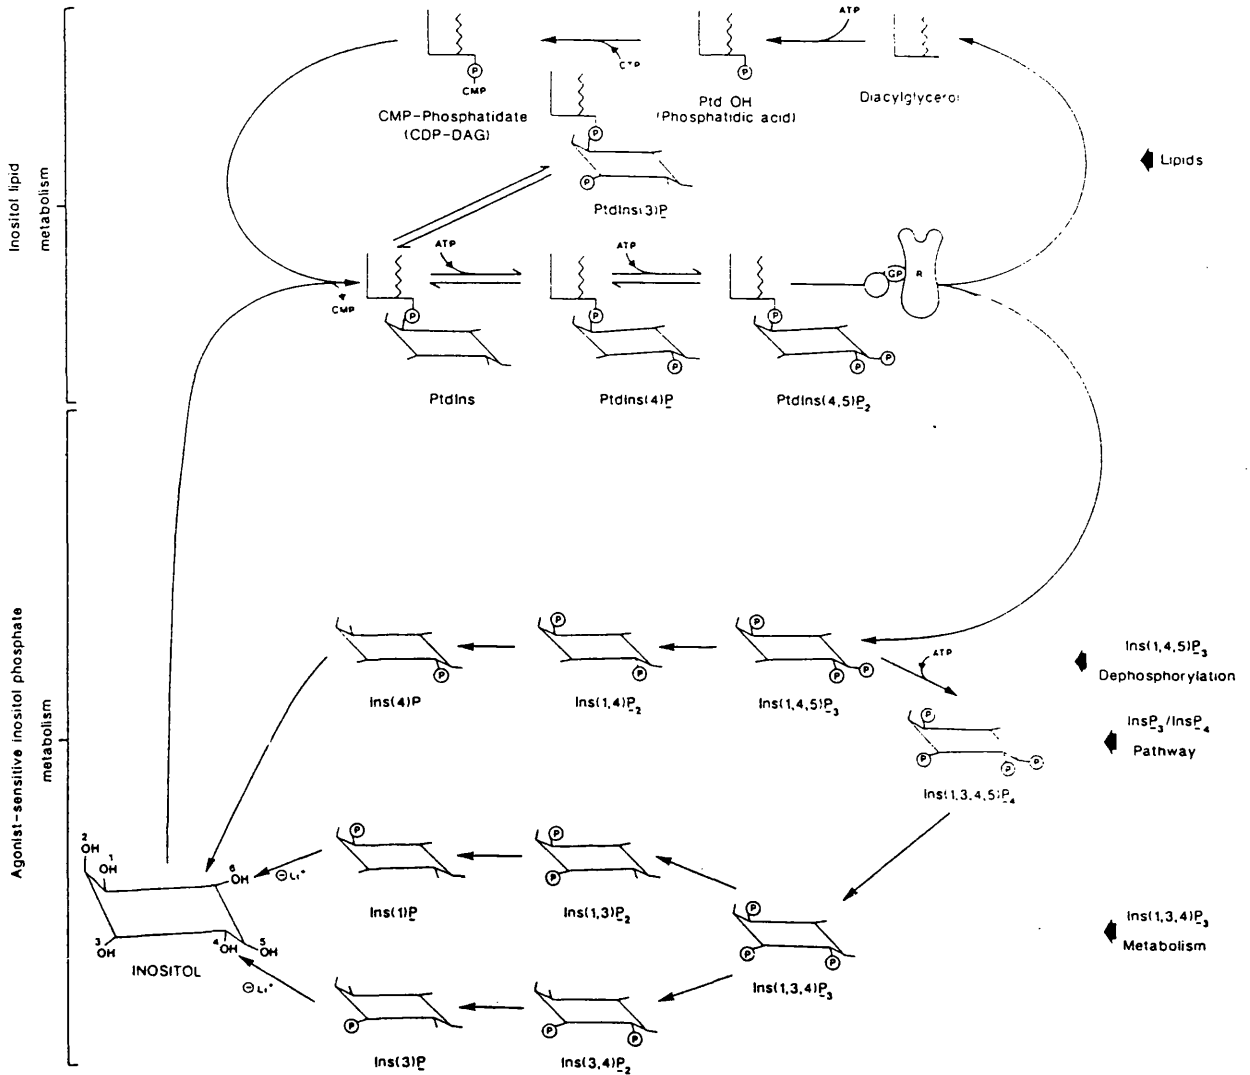 ATP
CTP
ATP
P
CMP
P
CMP-Phosphatidate
(CDP-DAG)
Ptd OH
(Phosphatidic acid)
Diacylglycerol
P
P
PtdIns(3)P
Lipids
Inositol lipid
metabolism
ATP
ATP
CMP
GP
R
P
P
P
P
P
P
PtdIns
PtdIns(4)P
PtdIns(4,5)P2
Agonist-sensitive inositol phosphate
metabolism
P
P
P
P
P
P
ATP
Ins(4)P
Ins(1,4)P2
Ins(1,4,5)P3
Ins(1,4,5)P3
Dephosphorylation
P
P
P
P
InsP3/InsP4
Pathway
Ins(1,3,4,5)P4
P
P
P
Ins(1)P
Ins(1,3)P2
⊖Li+
2
OH
1
OH
6
OH
3
OH
4
OH
5
OH
INOSITOL
⊖Li+
P
P
P
Ins(1,3,4)P3
Ins(1,3,4)P3
Metabolism
P
P
P
Ins(3)P
Ins(3,4)P2